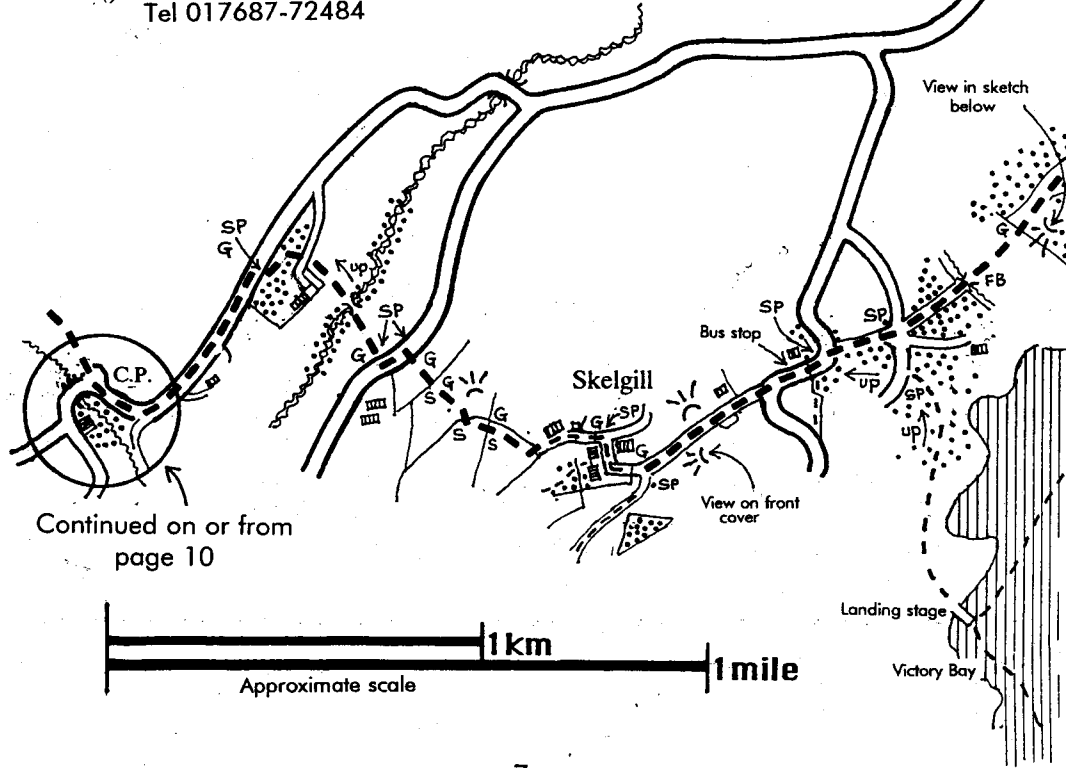 Tel 017687-72484
View in sketch
below
SP
G
up
G
FB
SP
SP
SP
Bus stop
G
G
C.P.
Skelgill
up
G
S
G
G
SP
SP
S
S
G
up
SP
View on front
cover
Continued on or from
page 10
Landing stage
1km
1mile
Victory Bay
Approximate scale